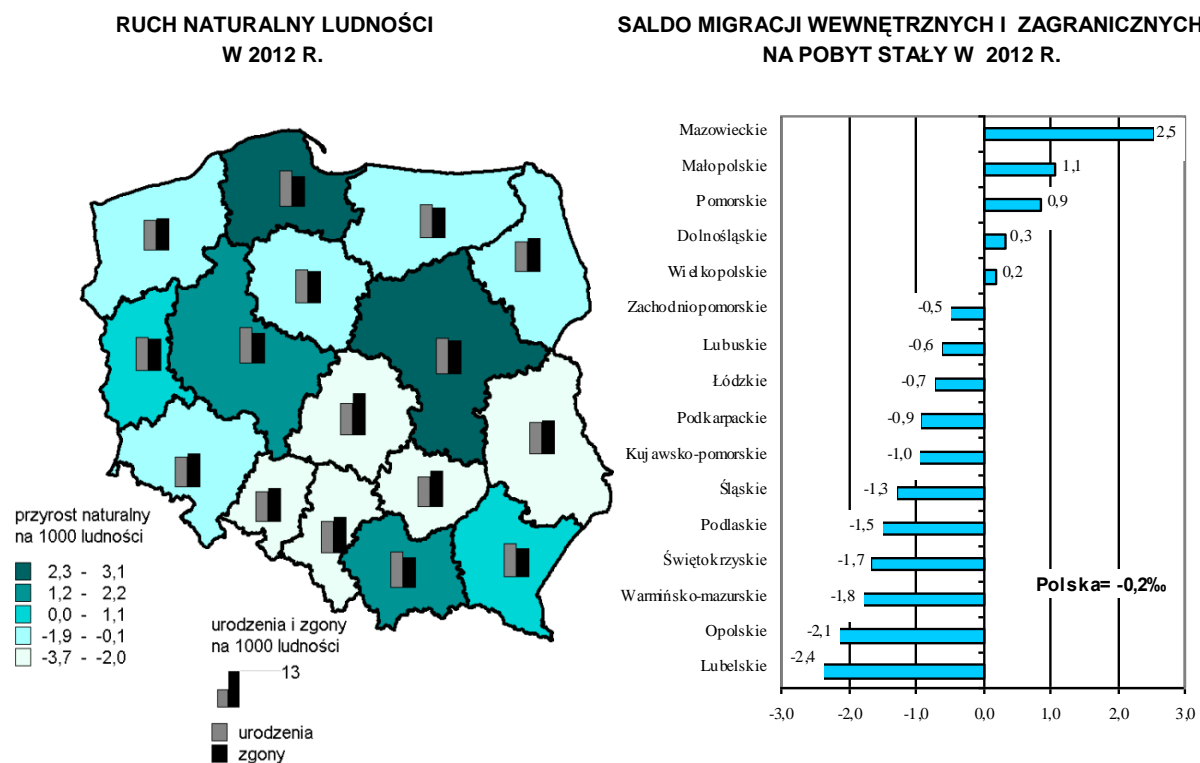 RUCH NATURALNY LUDNOŚCI
W 2012 R.
przyrost naturalny
na 1000 ludności
2,3 - 3,1
1,2 - 2,2
0,0 - 1,1
-1,9 - -0,1
-3,7 - -2,0
urodzenia i zgony
na 1000 ludności
13
urodzenia
zgony
SALDO MIGRACJI WEWNĘTRZNYCH I ZAGRANICZNYCH
NA POBYT STAŁY W 2012 R.
Mazowieckie 2,5
Małopolskie 1,1
Pomorskie 0,9
Dolnośląskie 0,3
Wielkopolskie 0,2
Zachodniopomorskie -0,5
Lubuskie -0,6
Łódzkie -0,7
Podkarpackie -0,9
Kujawsko-pomorskie -1,0
Śląskie -1,3
Podlaskie -1,5
Świętokrzyskie -1,7
Polska= -0,2‰
Warmińsko-mazurskie -1,8
Opolskie -2,1
Lubelskie -2,4
-3,0 -2,0 -1,0 0,0 1,0 2,0 3,0